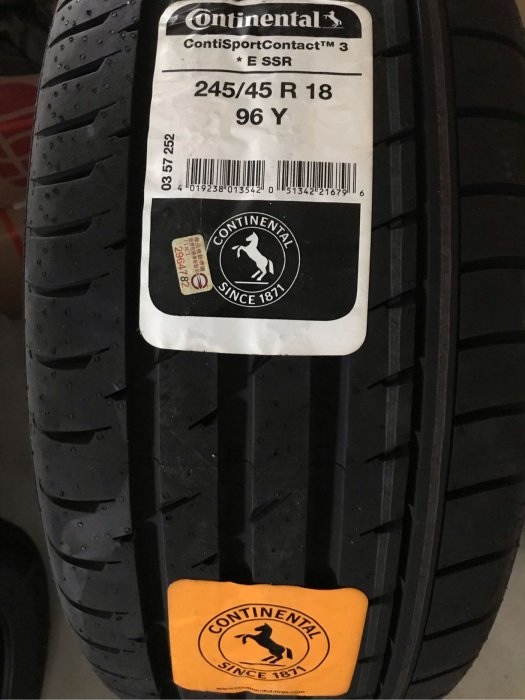 Continental
ContiSportContact™ 3
* E SSR
245/45 R 18
96 Y
03 57 252
4 019238 013542 0 51342 21679 6
CONTINENTAL
SINCE 1871
2964782
CONTINENTAL
SINCE 1871